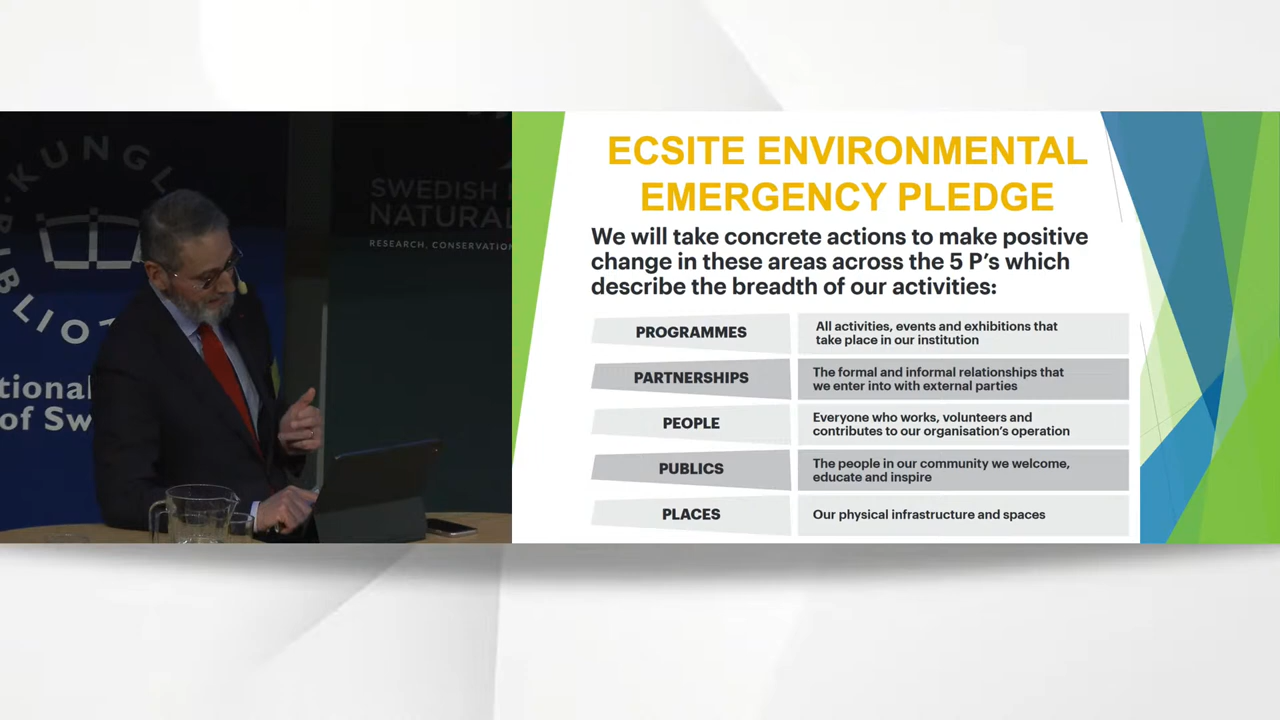 KUNGL
BIBLIOT
tional
of Sw
SWEDISH
NATURAL
RESEARCH, CONSERVATION
ECSITE ENVIRONMENTAL
EMERGENCY PLEDGE
We will take concrete actions to make positive
change in these areas across the 5 P's which
describe the breadth of our activities:
PROGRAMMES
All activities, events and exhibitions that
take place in our institution
PARTNERSHIPS
The formal and informal relationships that
we enter into with external parties
PEOPLE
Everyone who works, volunteers and
contributes to our organisation's operation
PUBLICS
The people in our community we welcome,
educate and inspire
PLACES
Our physical infrastructure and spaces